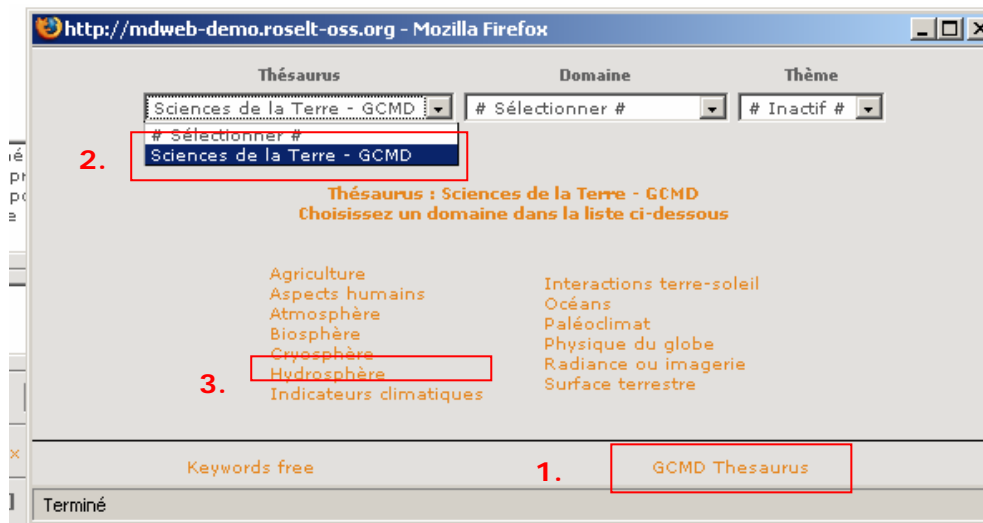 http://mdweb-demo.roselt-oss.org - Mozilla Firefox
Thésaurus Domaine Thème
Sciences de la Terre - GCMD # Sélectionner # # Inactif #
# Sélectionner #
2. Sciences de la Terre - GCMD
Thésaurus : Sciences de la Terre - GCMD
Choisissez un domaine dans la liste ci-dessous
Agriculture
Aspects humains
Atmosphère
Biosphère
Cryosphère
3. Hydrosphère
Indicateurs climatiques
Interactions terre-soleil
Océans
Paléoclimat
Physique du globe
Radiance ou imagerie
Surface terrestre
Keywords free 1. GCMD Thesaurus
Terminé